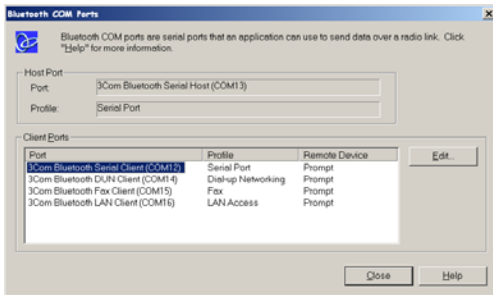 Bluetooth COM Ports
Bluetooth COM ports are serial ports that an application can use to send data over a radio link. Click
"Help" for more information.
Host Port
Port: 3Com Bluetooth Serial Host (COM13)
Profile: Serial Port
Client Ports
Port Profile Remote Device
3Com Bluetooth Serial Client (COM12) Serial Port Prompt
3Com Bluetooth DUN Client (COM14) Dial-up Networking Prompt
3Com Bluetooth Fax Client (COM15) Fax Prompt
3Com Bluetooth LAN Client (COM16) LAN Access Prompt
Edit...
Close Help